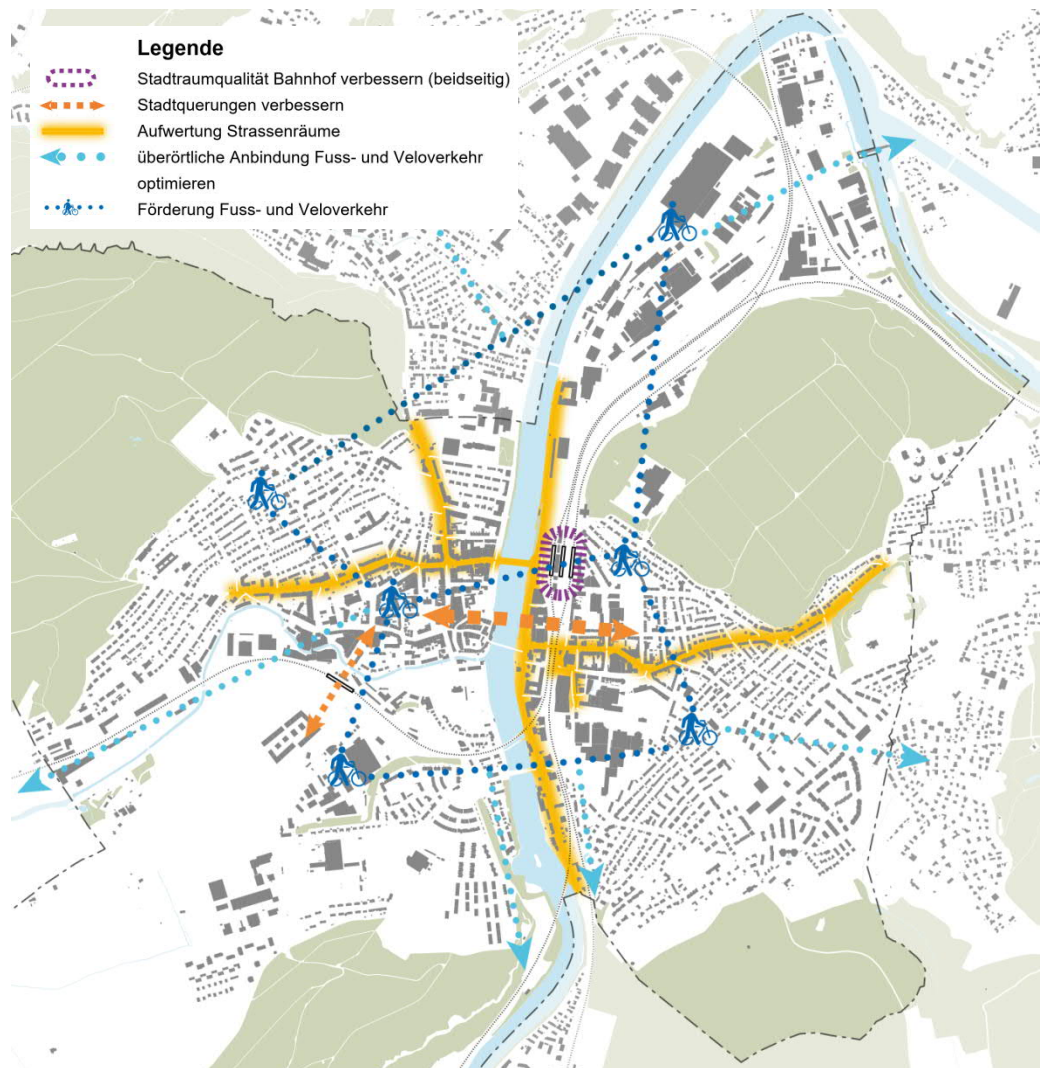 Legende
Stadtraumqualität Bahnhof verbessern (beidseitig)
Stadtquerungen verbessern
Aufwertung Strassenräume
überörtliche Anbindung Fuss- und Veloverkehr
optimieren
Förderung Fuss- und Veloverkehr